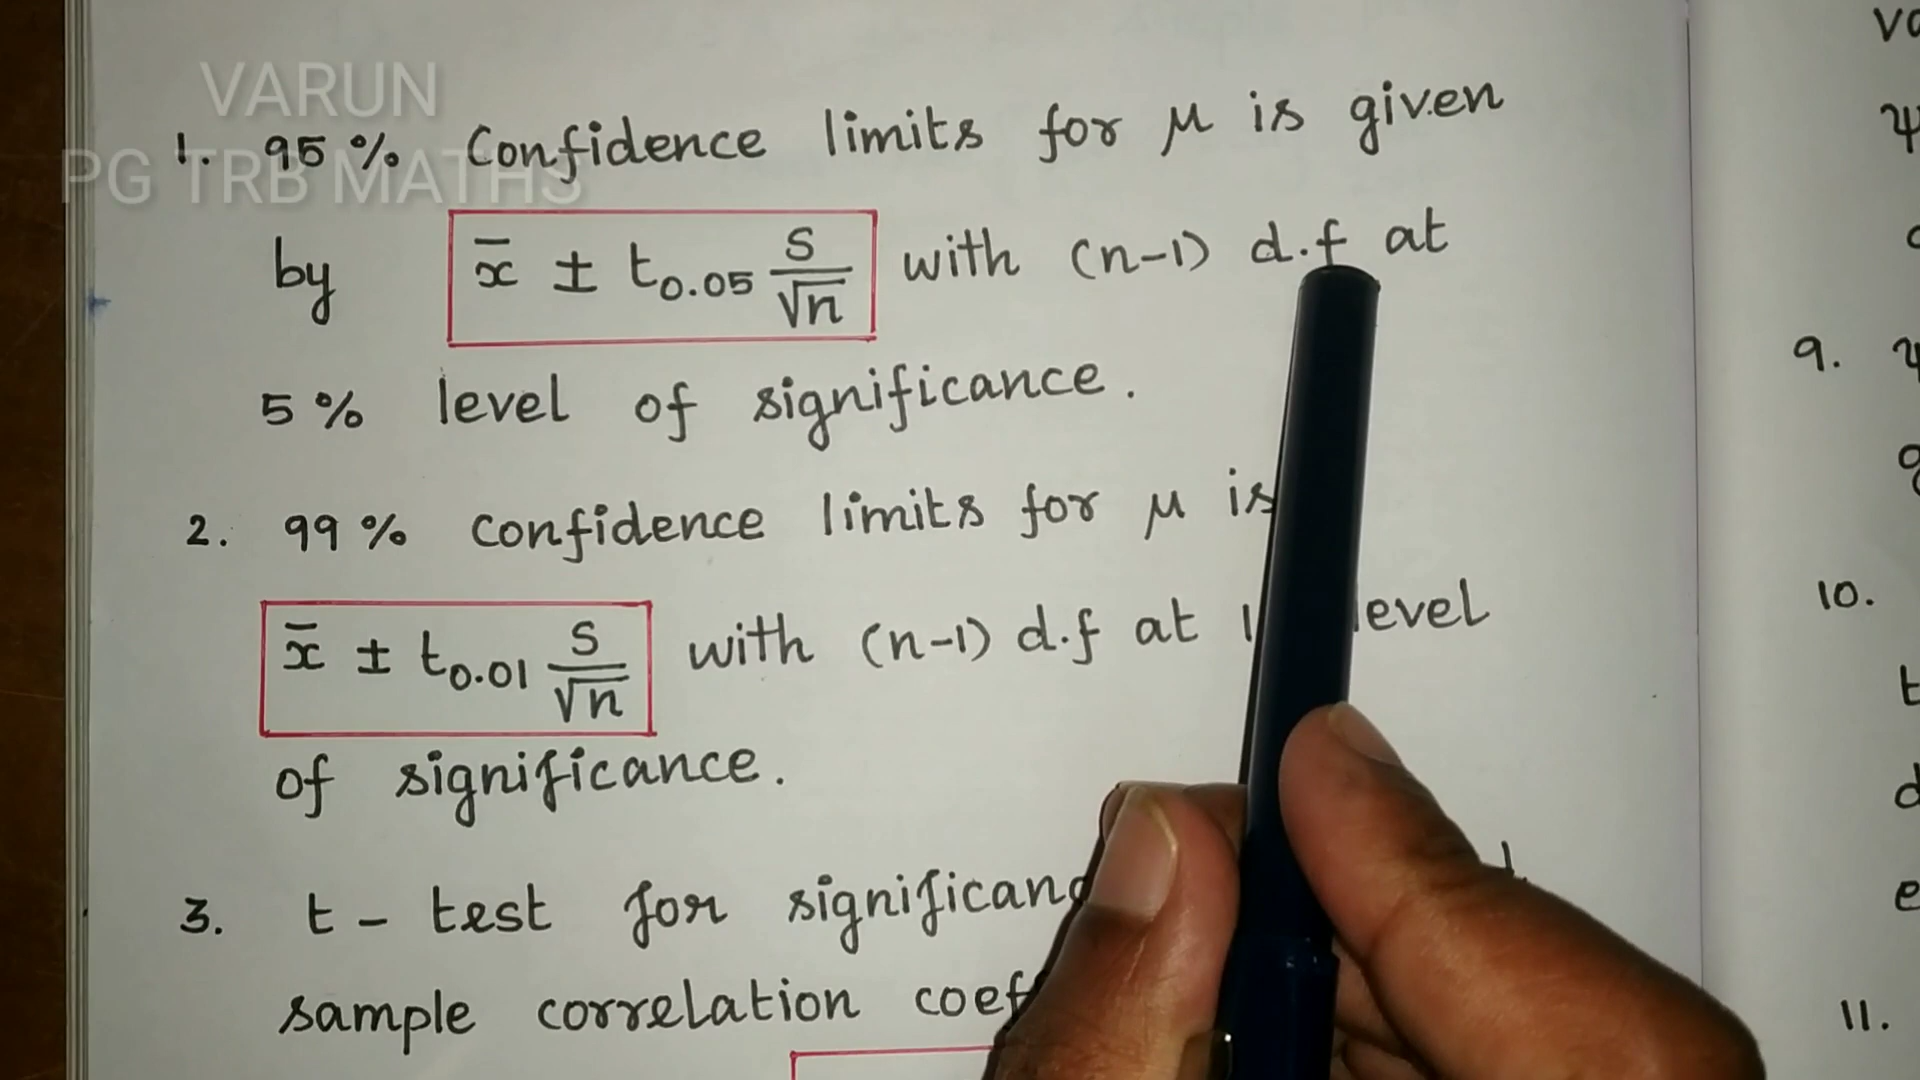 VARUN
PG TRB MATHS
1. 95 % Confidence limits for μ is given
by x̄ ± t0.05 S/√n with (n-1) d.f at
5 % level of significance.
2. 99 % Confidence limits for μ is
x̄ ± t0.01 S/√n with (n-1) d.f at 1 level
of significance.
3. t - test for
sample correlation
9.
10.
11.